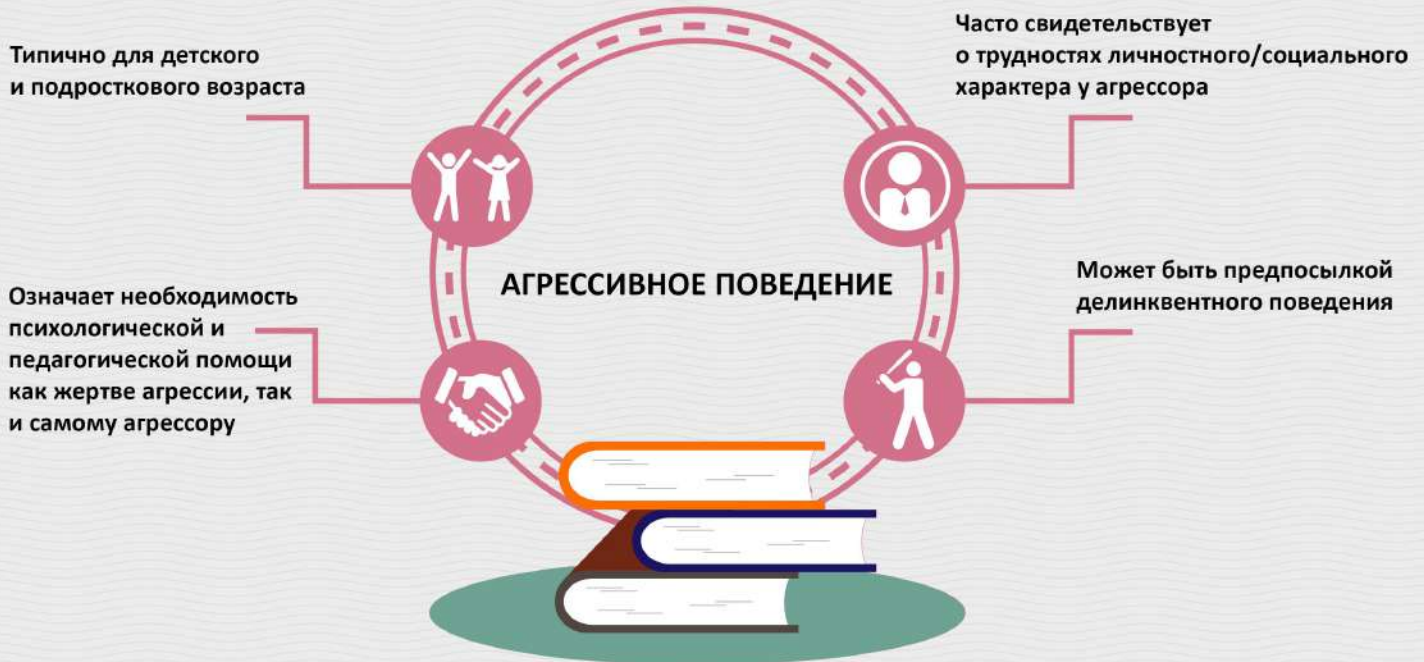 Типично для детского
и подросткового возраста
Часто свидетельствует
о трудностях личностного/социального
характера у агрессора
АГРЕССИВНОЕ ПОВЕДЕНИЕ
Означает необходимость
психологической и
педагогической помощи
как жертве агрессии, так
и самому агрессору
Может быть предпосылкой
делинквентного поведения